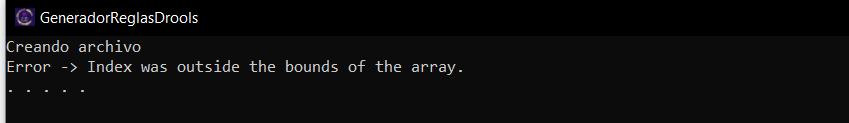 GeneradorReglasDrools
Creando archivo
Error -> Index was outside the bounds of the array.
. . . . .